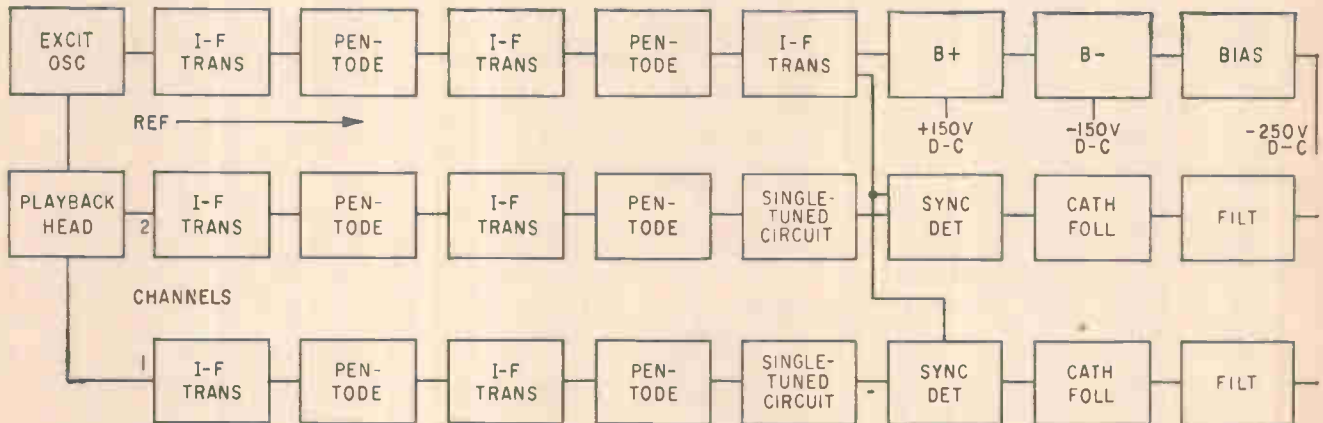 EXCIT
OSC
I-F
TRANS
PEN-
TODE
I-F
TRANS
PEN-
TODE
I-F
TRANS
B+
B-
BIAS
REF
+150V
D-C
-150V
D-C
-250V
D-C
PLAYBACK
HEAD
2
I-F
TRANS
PEN-
TODE
I-F
TRANS
PEN-
TODE
SINGLE-
TUNED
CIRCUIT
SYNC
DET
CATH
FOLL
FILT
CHANNELS
1
I-F
TRANS
PEN-
TODE
I-F
TRANS
PEN-
TODE
SINGLE-
TUNED
CIRCUIT
SYNC
DET
CATH
FOLL
FILT